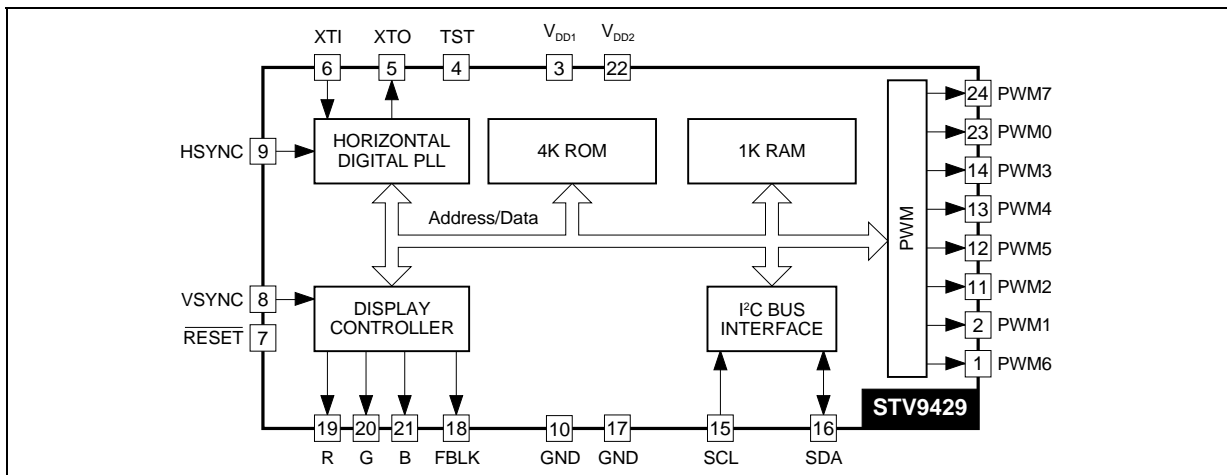 XTI XTO TST VDD1 VDD2
6 5 4 3 22
24 PWM7
HORIZONTAL
DIGITAL PLL
4K ROM
1K RAM
HSYNC 9
23 PWM0
14 PWM3
Address/Data
13 PWM4
PWM
12 PWM5
11 PWM2
VSYNC 8
DISPLAY
CONTROLLER
I²C BUS
INTERFACE
RESET 7
2 PWM1
1 PWM6
STV9429
19 20 21 18 10 17 15 16
R G B FBLK GND GND SCL SDA